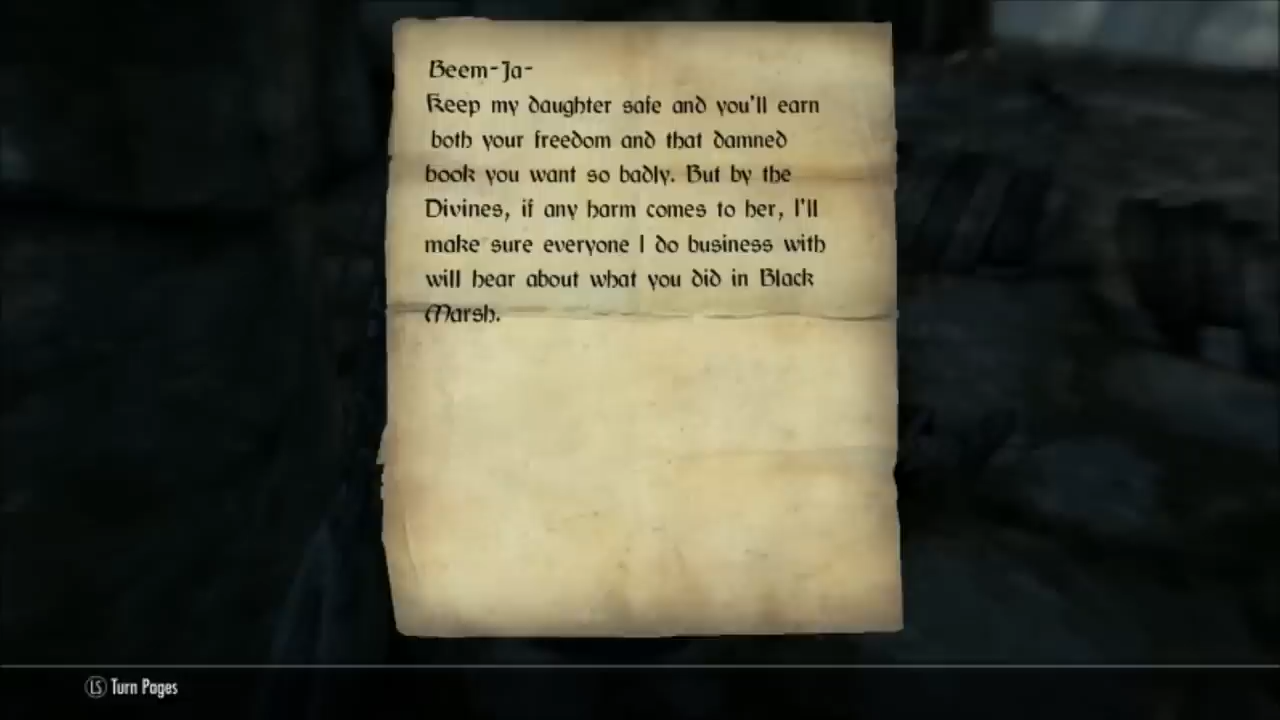 Beem-Ja-
Keep my daughter safe and you'll earn
both your freedom and that damned
book you want so badly. But by the
Divines, if any harm comes to her, I'll
make sure everyone I do business with
will hear about what you did in Black
Marsh.
LS Turn Pages